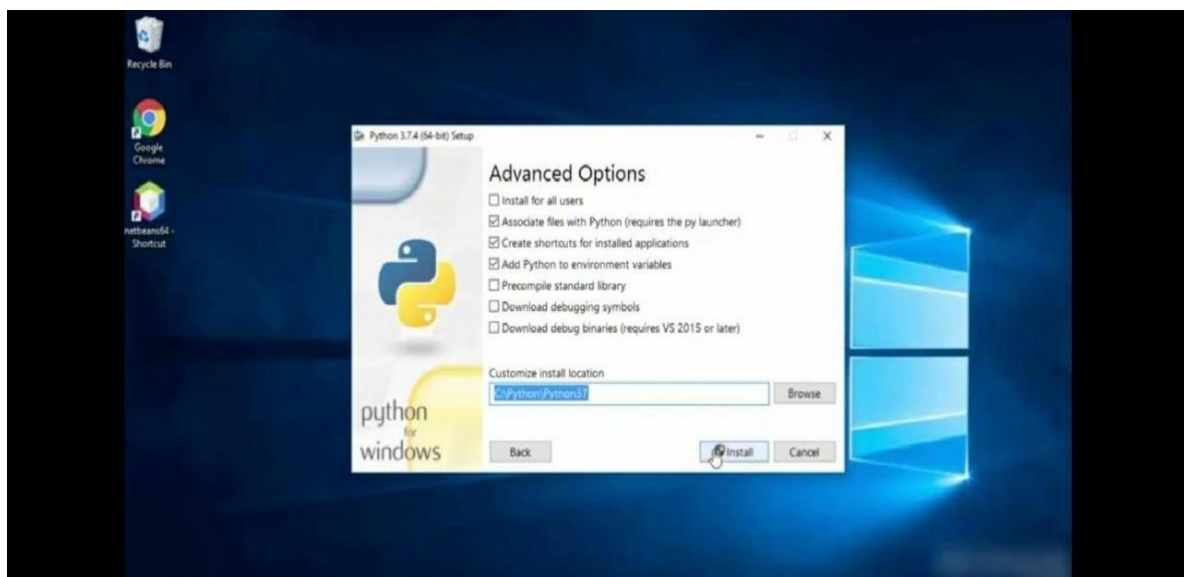 Recycle Bin
Google
Chrome
netbeans64 -
Shortcut
Python 3.7.4 (64-bit) Setup
Advanced Options
Install for all users
Associate files with Python (requires the py launcher)
Create shortcuts for installed applications
Add Python to environment variables
Precompile standard library
Download debugging symbols
Download debug binaries (requires VS 2015 or later)
Customize install location
C:\Python\Python37
Browse
python
for
windows
Back
Install
Cancel